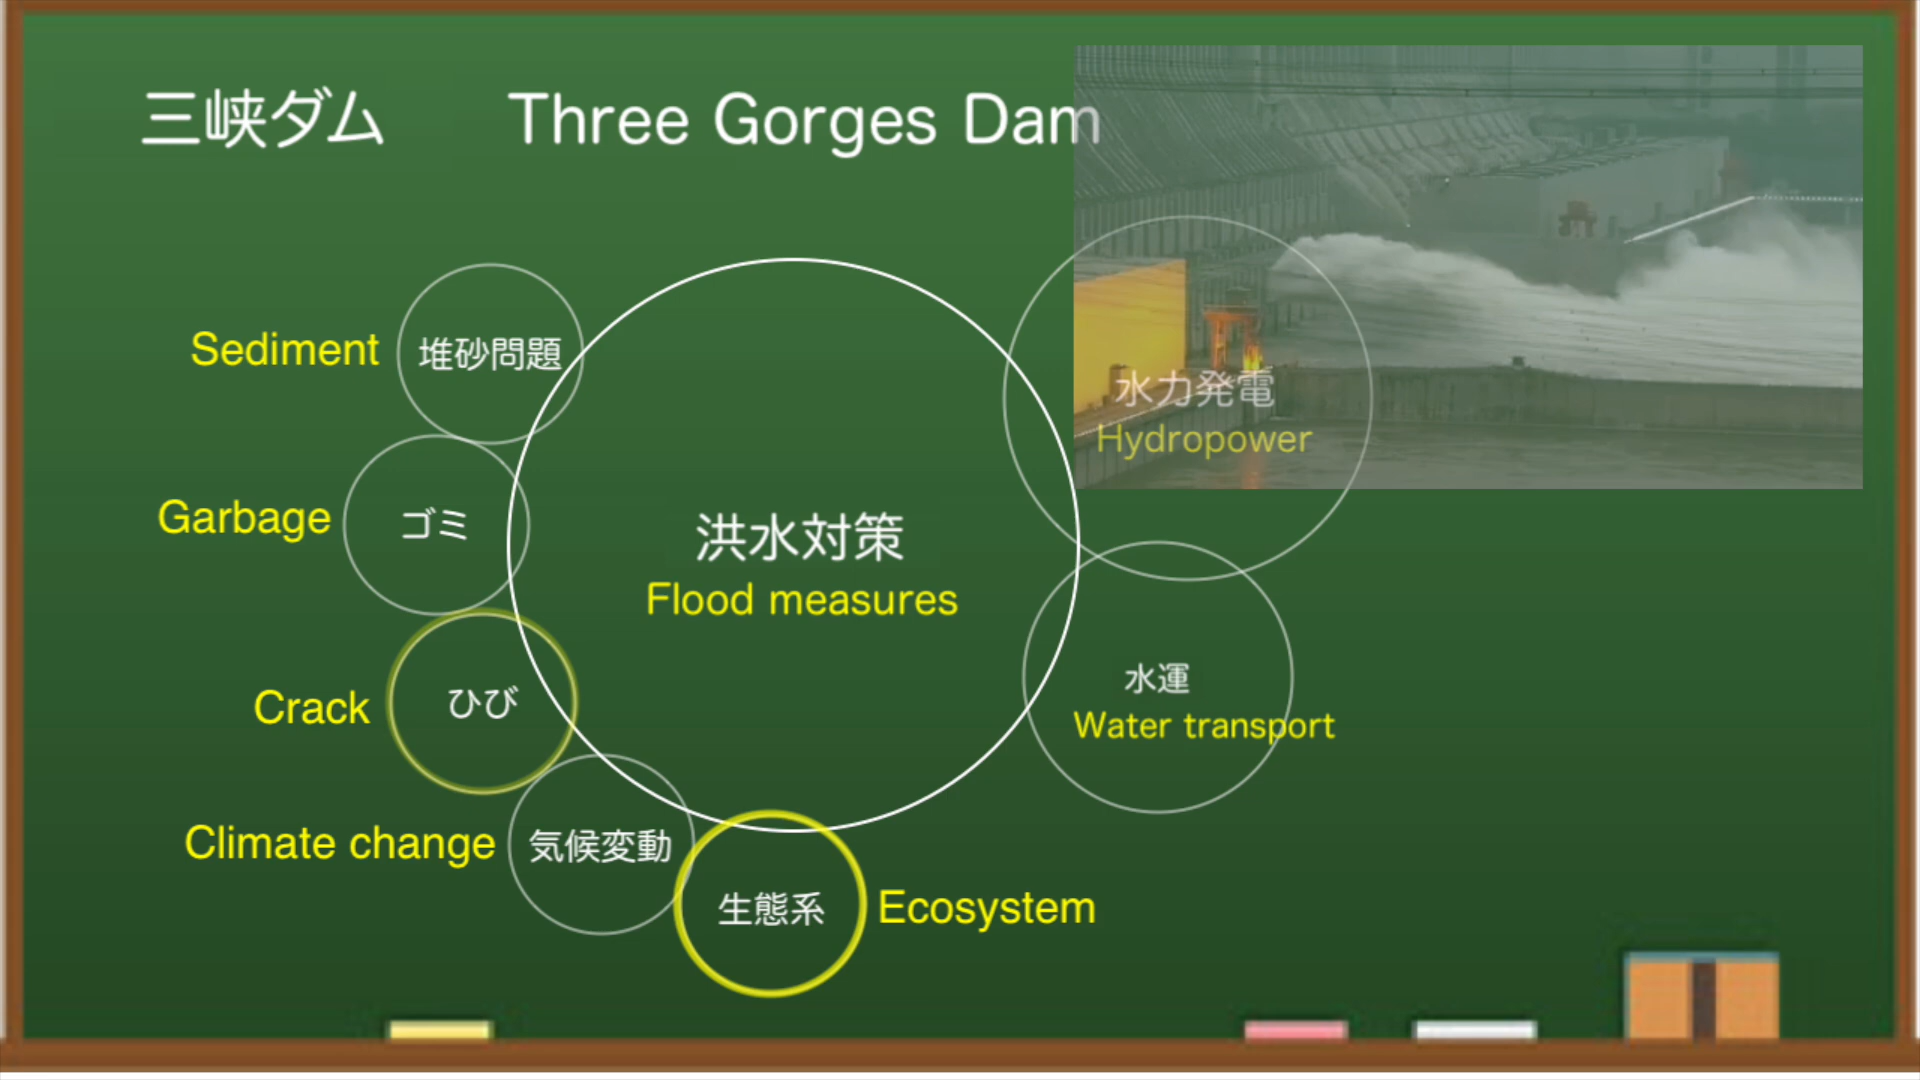 三峡ダム Three Gorges Dam
Sediment 堆砂問題
Garbage ゴミ
Crack ひび
Climate change 気候変動
生態系 Ecosystem
洪水対策
Flood measures
水力発電
Hydropower
水運
Water transport